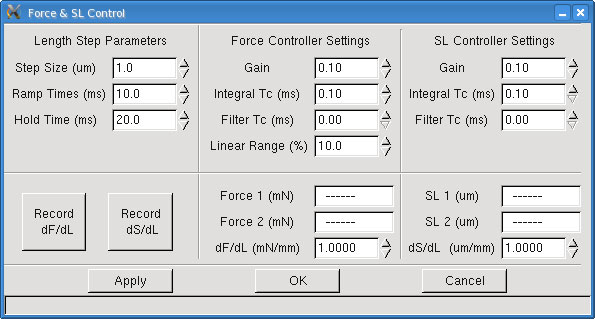 Force & SL Control
Length Step Parameters
Step Size (um) 1.0
Ramp Times (ms) 10.0
Hold Time (ms) 20.0
Force Controller Settings
Gain 0.10
Integral Tc (ms) 0.10
Filter Tc (ms) 0.00
Linear Range (%) 10.0
SL Controller Settings
Gain 0.10
Integral Tc (ms) 0.10
Filter Tc (ms) 0.00
Record
dF/dL
Record
dS/dL
Force 1 (mN) ------
Force 2 (mN) ------
dF/dL (mN/mm) 1.0000
SL 1 (um) ------
SL 2 (um) ------
dS/dL (um/mm) 1.0000
Apply
OK
Cancel